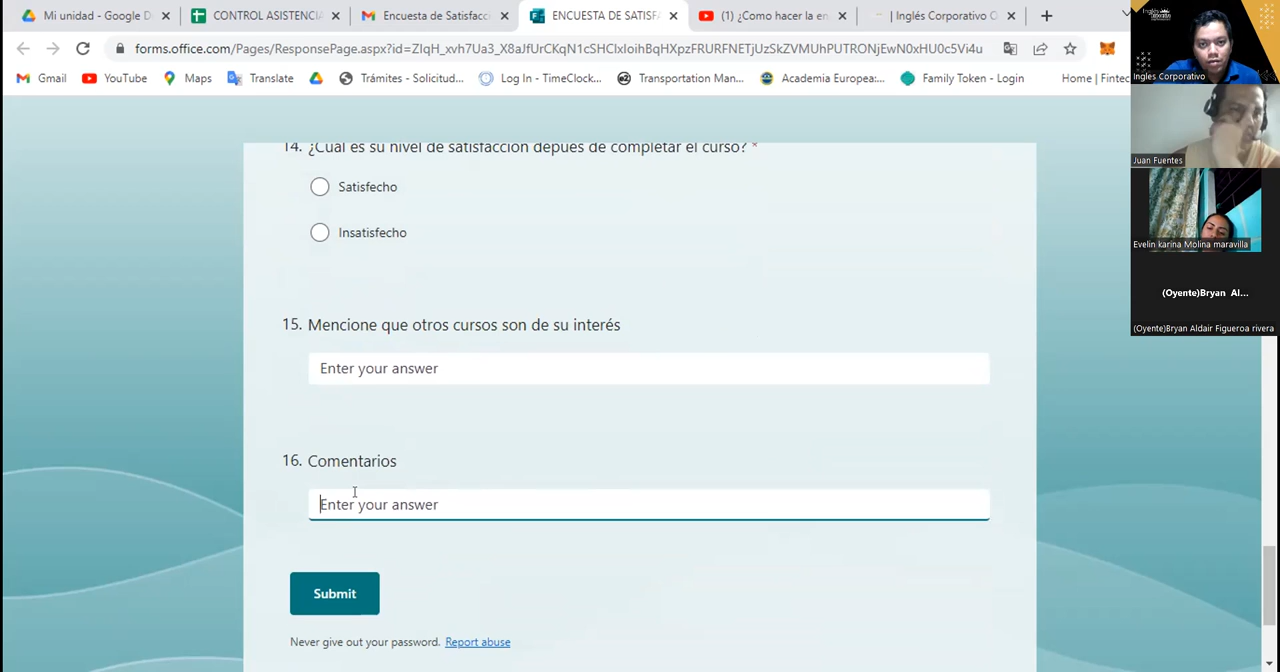 Mi unidad - Google D
CONTROL ASISTENCIA
Encuesta de Satisfacc
ENCUESTA DE SATISF
(1) ¿Como hacer la en
| Inglés Corporativo C
forms.office.com/Pages/ResponsePage.aspx?id=ZIqH_xvh7Ua3_X8aJfUrCKqN1cSHClxloihBqHXpzFRURFNETjUzSkZVMUhPUTRONjEwN0xHU0c5Vi4u
Gmail
YouTube
Maps
Translate
Trámites - Solicitud...
Log In - TimeClock...
Transportation Man...
Academia Europea:...
Family Token - Login
Home | Fintec
Inglés Corporativo
Ingles Corporativo
Juan Fuentes
Evelin karina Molina maravilla
(Oyente)Bryan Al...
(Oyente)Bryan Aldair Figueroa rivera
14. ¿Cual es su nivel de satisfaccion depues de completar el curso? *
Satisfecho
Insatisfecho
15. Mencione que otros cursos son de su interés
Enter your answer
16. Comentarios
Enter your answer
Submit
Never give out your password. Report abuse